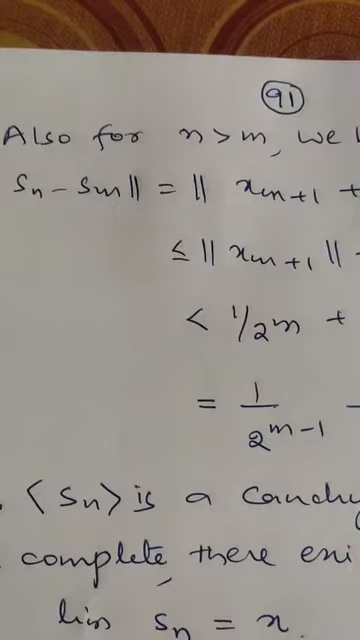 91
Also for n>m, we
Sn - Sm|| = || xm+1 +
≤ || xm+1 || -
< 1/2m +
= 1/2^m-1 -
<Sn> is a Cauchy
complete, there exi
lim Sn = x.